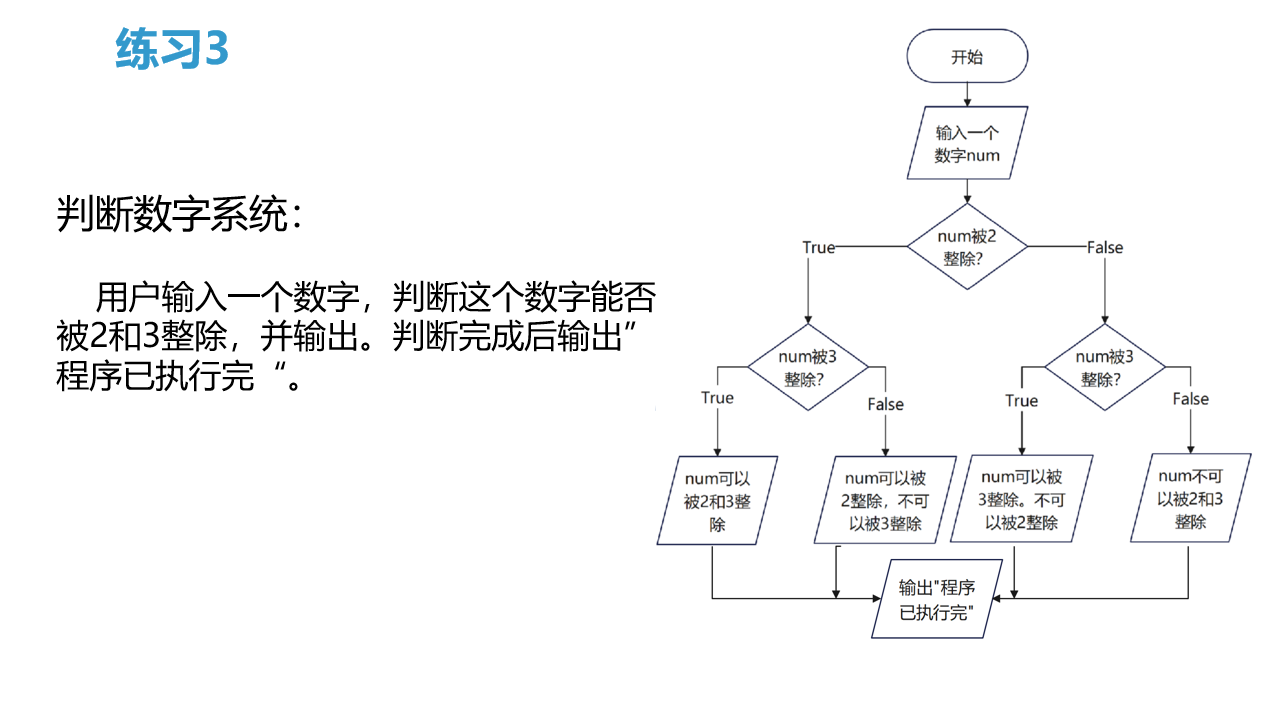 练习3
判断数字系统：
用户输入一个数字，判断这个数字能否
被2和3整除，并输出。判断完成后输出”
程序已执行完“。
开始
输入一个
数字num
num被2
整除？
True
False
num被3
整除？
num被3
整除？
True
False
True
False
num可以
被2和3整
除
num可以被
2整除，不可
以被3整除
num可以被
3整除。不可
以被2整除
num不可
以被2和3
整除
输出"程序
已执行完"